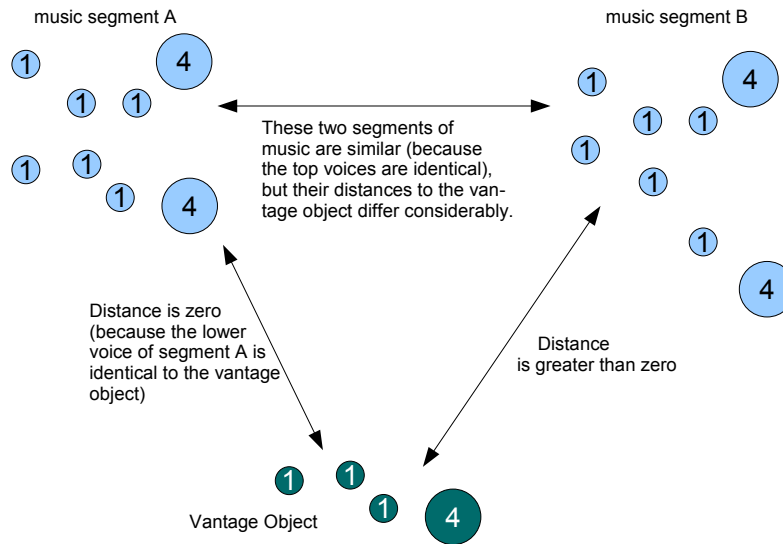 music segment A
music segment B
1
4
1
1
1
1
1
4
1
4
1
1
1
1
1
4
These two segments of
music are similar (because
the top voices are identical),
but their distances to the van-
tage object differ considerably.
Distance is zero
(because the lower
voice of segment A is
identical to the vantage
object)
Distance
is greater than zero
1
1
1
4
Vantage Object